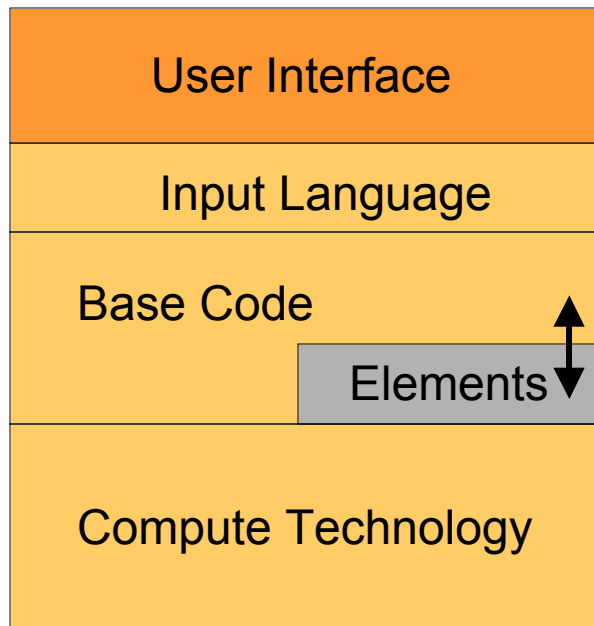 User Interface
Input Language
Base Code
Elements
Compute Technology